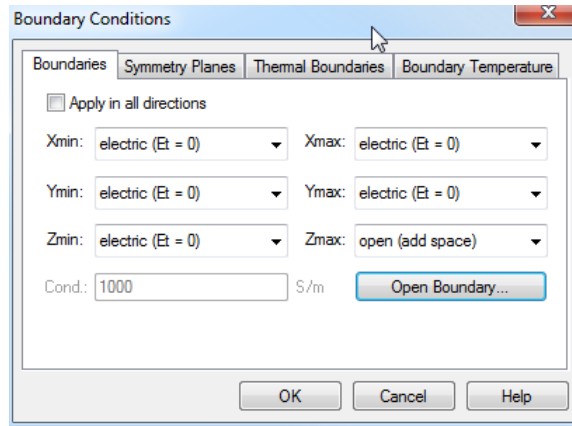 Boundary Conditions
Boundaries Symmetry Planes Thermal Boundaries Boundary Temperature
Apply in all directions
Xmin: electric (Et = 0) Xmax: electric (Et = 0)
Ymin: electric (Et = 0) Ymax: electric (Et = 0)
Zmin: electric (Et = 0) Zmax: open (add space)
Cond.: 1000 S/m Open Boundary...
OK Cancel Help